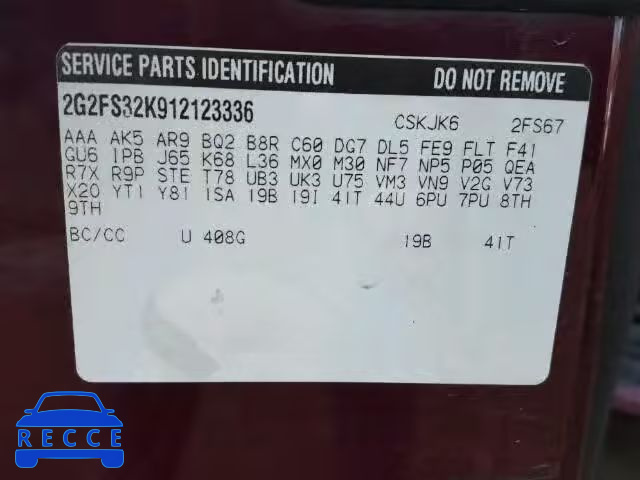 SERVICE PARTS IDENTIFICATION DO NOT REMOVE
2G2FS32K912123336 CSKJK6 2FS67
AAA AK5 AR9 BQ2 B8R C60 DG7 DL5 FE9 FLT F41
GU6 IPB J65 K68 L36 MX0 M30 NF7 NP5 P05 QEA
R7X R9P STE T78 UB3 UK3 U75 VM3 VN9 V2G V73
X20 YT1 Y81 ISA 19B 19I 41T 44U 6PU 7PU 8TH
9TH
BC/CC U 408G 19B 41T
RECCE